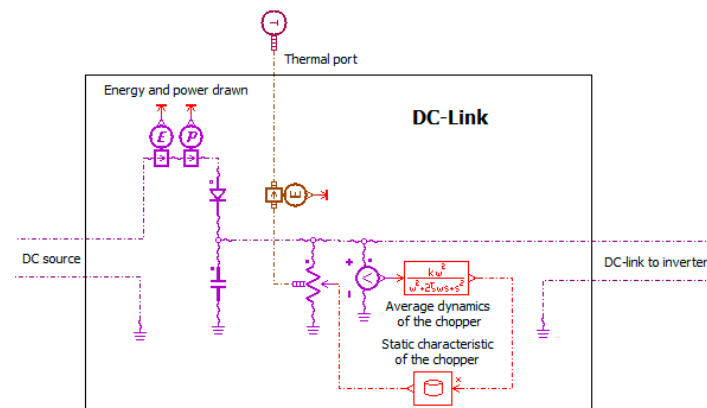 T
Thermal port
Energy and power drawn
DC-Link
E
P
E
DC source
+
V
-
kω²
ω²+2ζωs+s²
DC-link to inverter
Average dynamics
of the chopper
Static characteristic
of the chopper
x